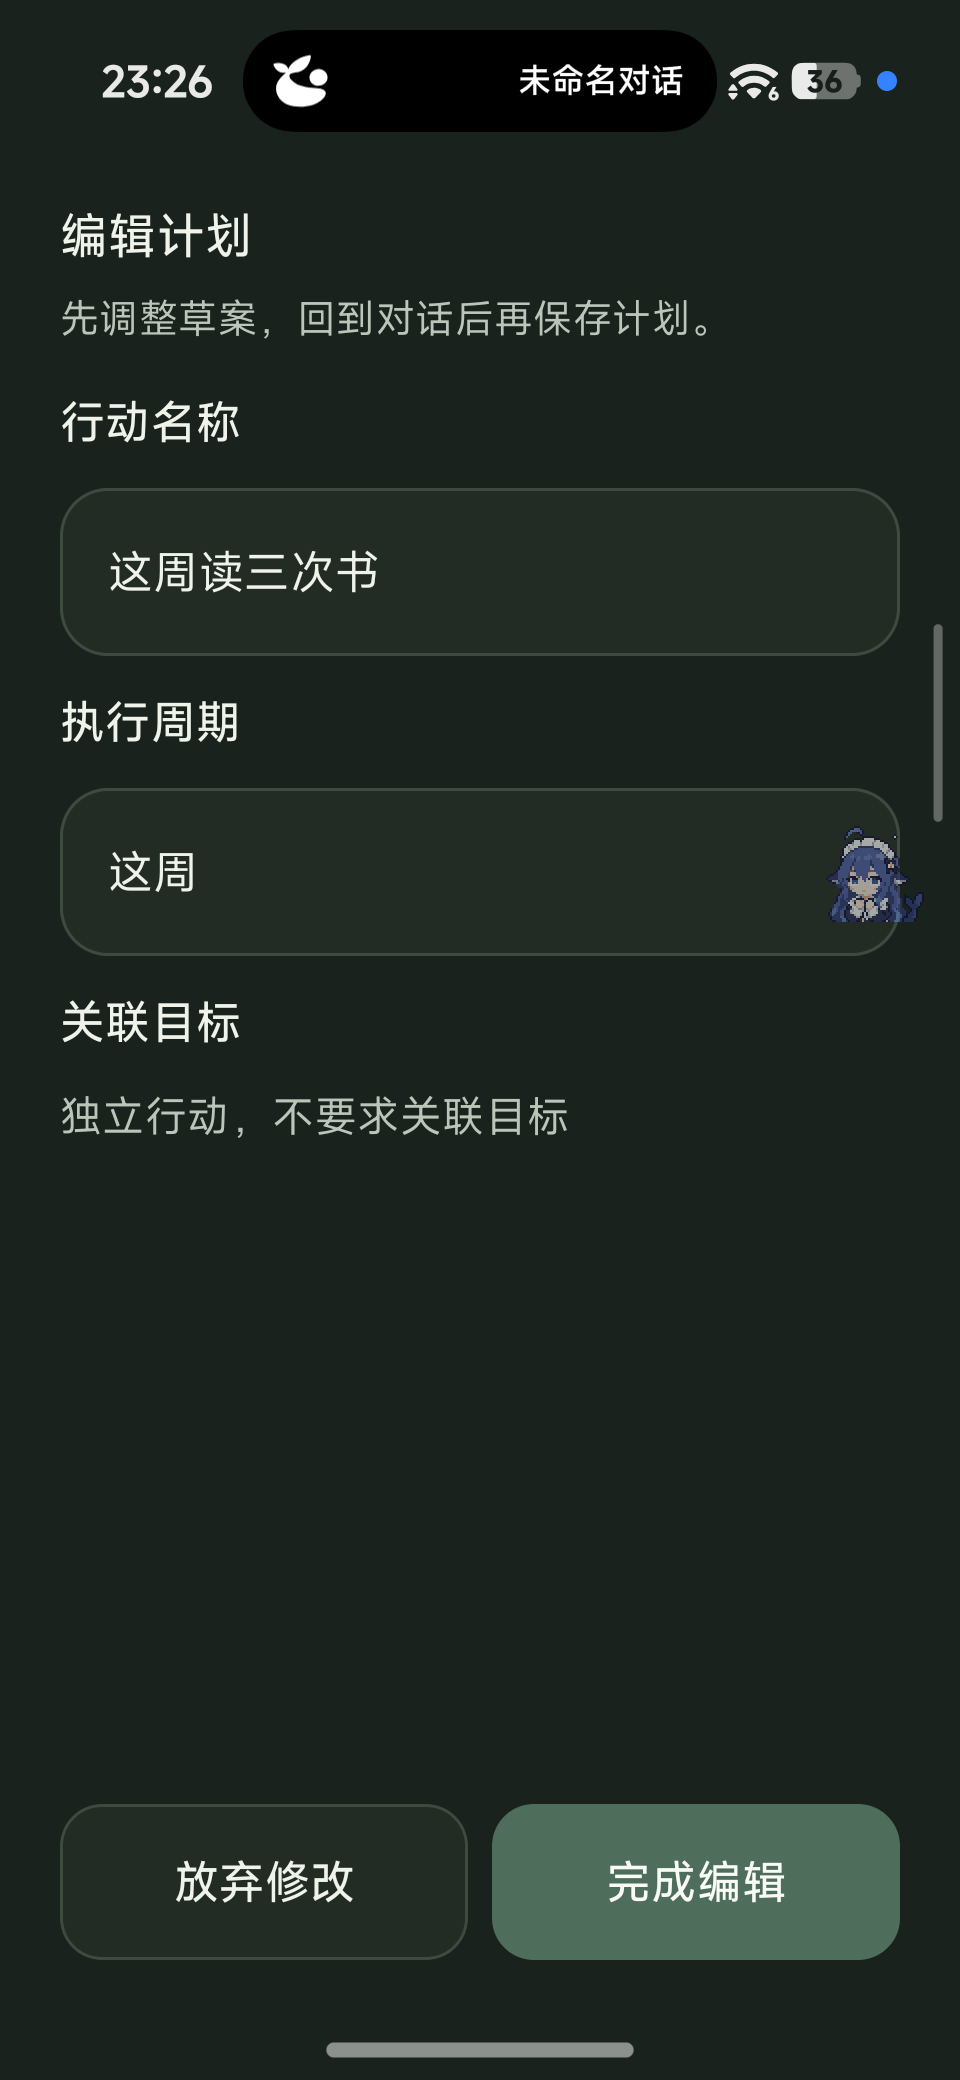 23:26
未命名对话
6
36
编辑计划
先调整草案，回到对话后再保存计划。
行动名称
这周读三次书
执行周期
这周
关联目标
独立行动，不要求关联目标
放弃修改
完成编辑